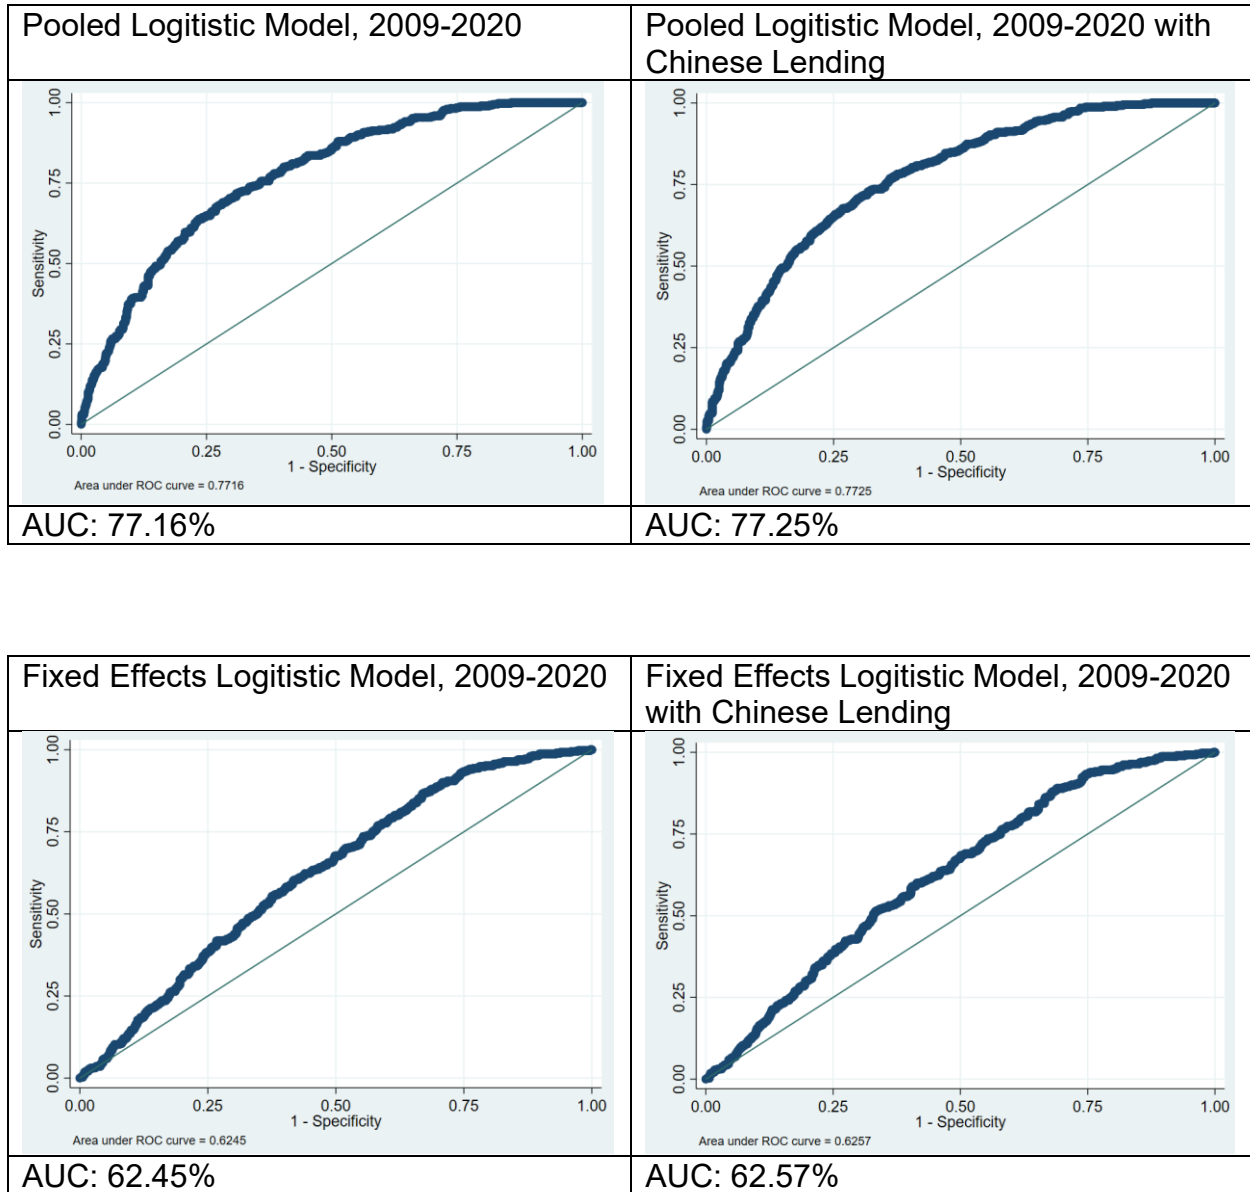 Pooled Logitistic Model, 2009-2020
Pooled Logitistic Model, 2009-2020 with
Chinese Lending
1.00
0.75
Sensitivity
0.50
0.25
0.00
0.00 0.25 0.50 0.75 1.00
1 - Specificity
Area under ROC curve = 0.7716
1.00
0.75
Sensitivity
0.50
0.25
0.00
0.00 0.25 0.50 0.75 1.00
1 - Specificity
Area under ROC curve = 0.7725
AUC: 77.16%
AUC: 77.25%
Fixed Effects Logitistic Model, 2009-2020
Fixed Effects Logitistic Model, 2009-2020
with Chinese Lending
1.00
0.75
Sensitivity
0.50
0.25
0.00
0.00 0.25 0.50 0.75 1.00
1 - Specificity
Area under ROC curve = 0.6245
1.00
0.75
Sensitivity
0.50
0.25
0.00
0.00 0.25 0.50 0.75 1.00
1 - Specificity
Area under ROC curve = 0.6257
AUC: 62.45%
AUC: 62.57%